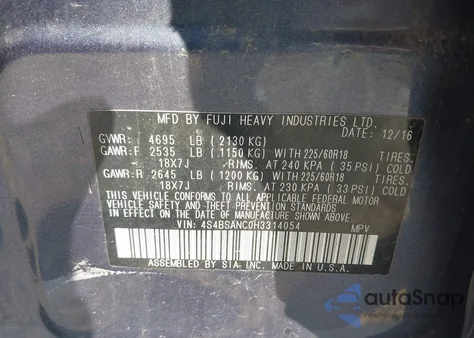 MFD BY FUJI HEAVY INDUSTRIES LTD.
DATE: 12/16
GVWR: 4695 LB (2130 KG)
GAWR:F 2535 LB (1150 KG) WITH 225/60R18 TIRES.
18X7J RIMS. AT 240 KPA (35 PSI) COLD
GAWR:R 2645 LB (1200 KG) WITH 225/60R18 TIRES.
18X7J RIMS. AT 230 KPA (33 PSI) COLD
THIS VEHICLE CONFORMS TO ALL APPLICABLE FEDERAL
MOTOR VEHICLE SAFETY STANDARDS IN EFFECT ON THE
DATE OF MANUFACTURE SHOWN ABOVE.
VIN: 4S4BSANC0H3314054 MPV
ASSEMBLED BY SIA INC. MADE IN U.S.A.
autoSnap